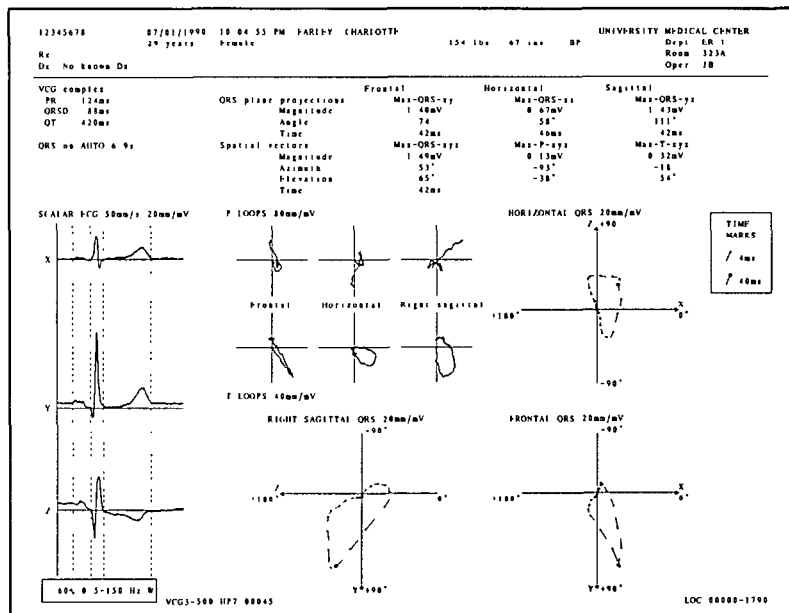 12345678 07/01/1990 10 04 55 PM FARLEY CHARLOTTE UNIVERSITY MEDICAL CENTER
29 years Female 154 lbs 67 ins BP Dept ER 1
Rx Room 323A
Dx No known Dx Oper JB
VCG complex Frontal Horizontal Sagittal
PR 124ms QRS plane projections Max-QRS-xy Max-QRS-xz Max-QRS-yz
QRSD 88ms Magnitude 1 40mV 0 67mV 1 43mV
QT 420ms Angle 74 58° 111°
Time 42ms 46ms 42ms
QRS on AUTO 6 9s Spatial vectors Max-QRS-xyz Max-P-xyz Max-T-xyz
Magnitude 1 49mV 0 13mV 0 32mV
Azimuth 53° -93° -18
Elevation 65° -38° 54°
Time 42ms
SCALAR ECG 50mm/s 20mm/mV P LOOPS 80mm/mV HORIZONTAL QRS 20mm/mV
Z +90
TIME
MARKS
4ms
40ms
X
Frontal Horizontal Right sagittal
+180° X
0°
-90°
Y
T LOOPS 40mm/mV
RIGHT SAGITTAL QRS 20mm/mV FRONTAL QRS 20mm/mV
-90° -90°
Z X
+180° 0° +180° 0°
Z
Y +90° Y +90°
60~ 0 5-150 Hz W
VCG3-500 HP7 00045 LOC 00000-1790